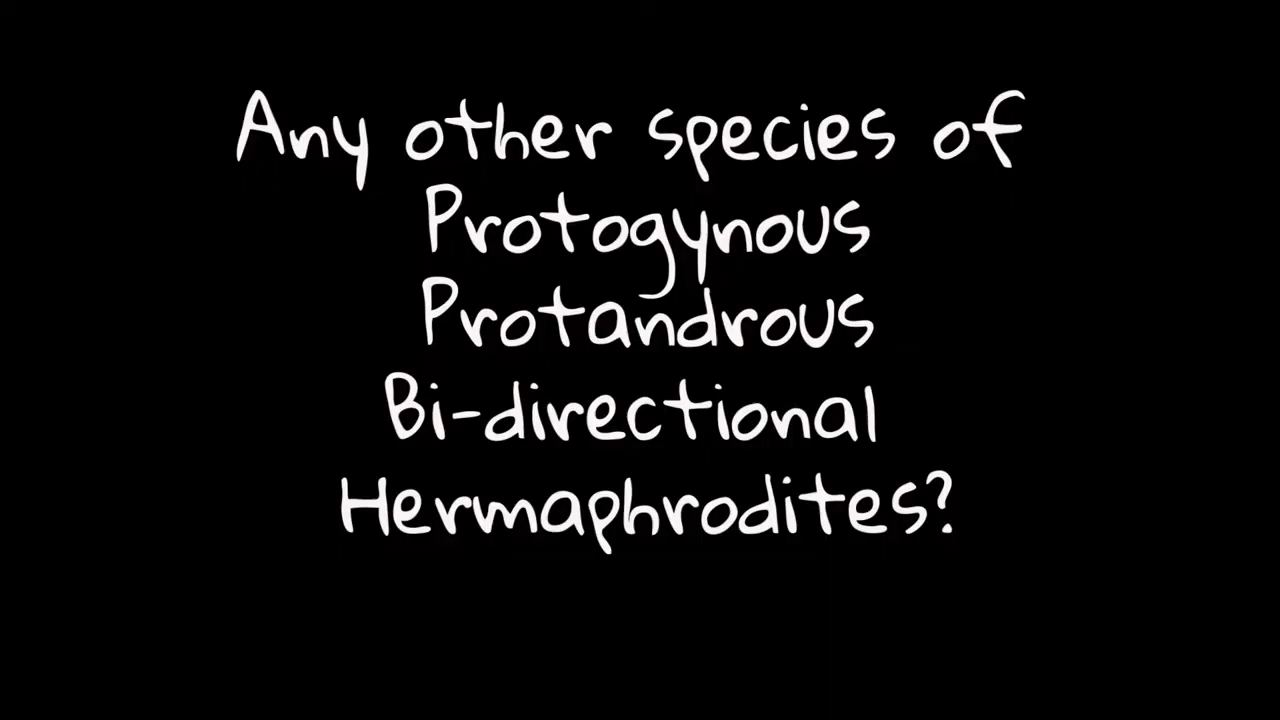 Any other species of
Protogynous
Protandrous
Bi-directional
Hermaphrodites?